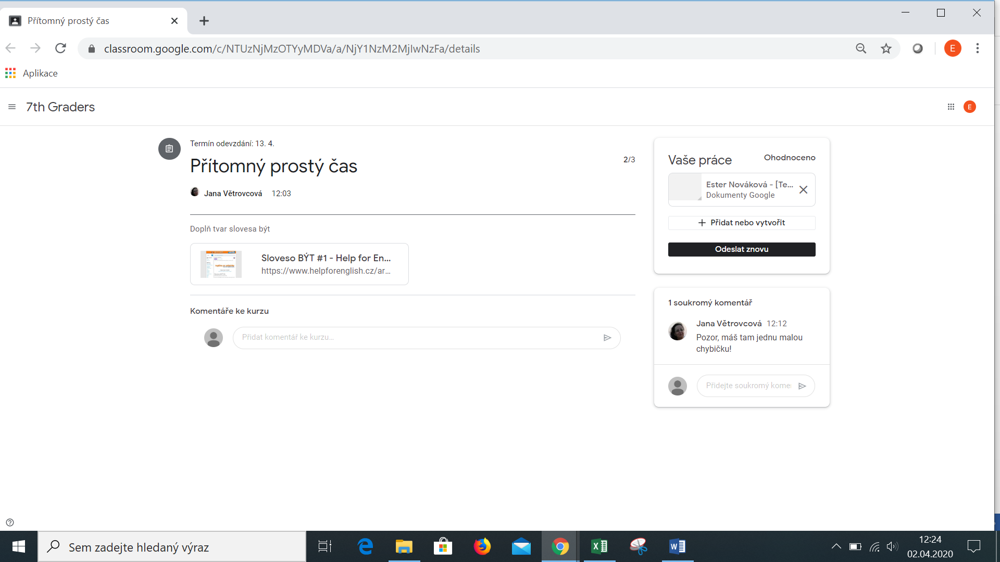 Přítomný prostý čas
classroom.google.com/c/NTUzNjMzOTYyMDVa/a/NjY1NzM2MjIwNzFa/details
E
Aplikace
7th Graders
E
Termín odevzdání: 13. 4.
Přítomný prostý čas
2/3
Jana Větrovcová 12:03
Doplň tvar slovesa být
Sloveso BÝT #1 - Help for En...
https://www.helpforenglish.cz/ar...
Komentáře ke kurzu
Přidat komentář ke kurzu...
Vaše práce
Ohodnoceno
Ester Nováková - [Te...
Dokumenty Google
Přidat nebo vytvořit
Odeslat znovu
1 soukromý komentář
Jana Větrovcová 12:12
Pozor, máš tam jednu malou
chybičku!
Přidejte soukromý komen
Sem zadejte hledaný výraz
12:24
02.04.2020